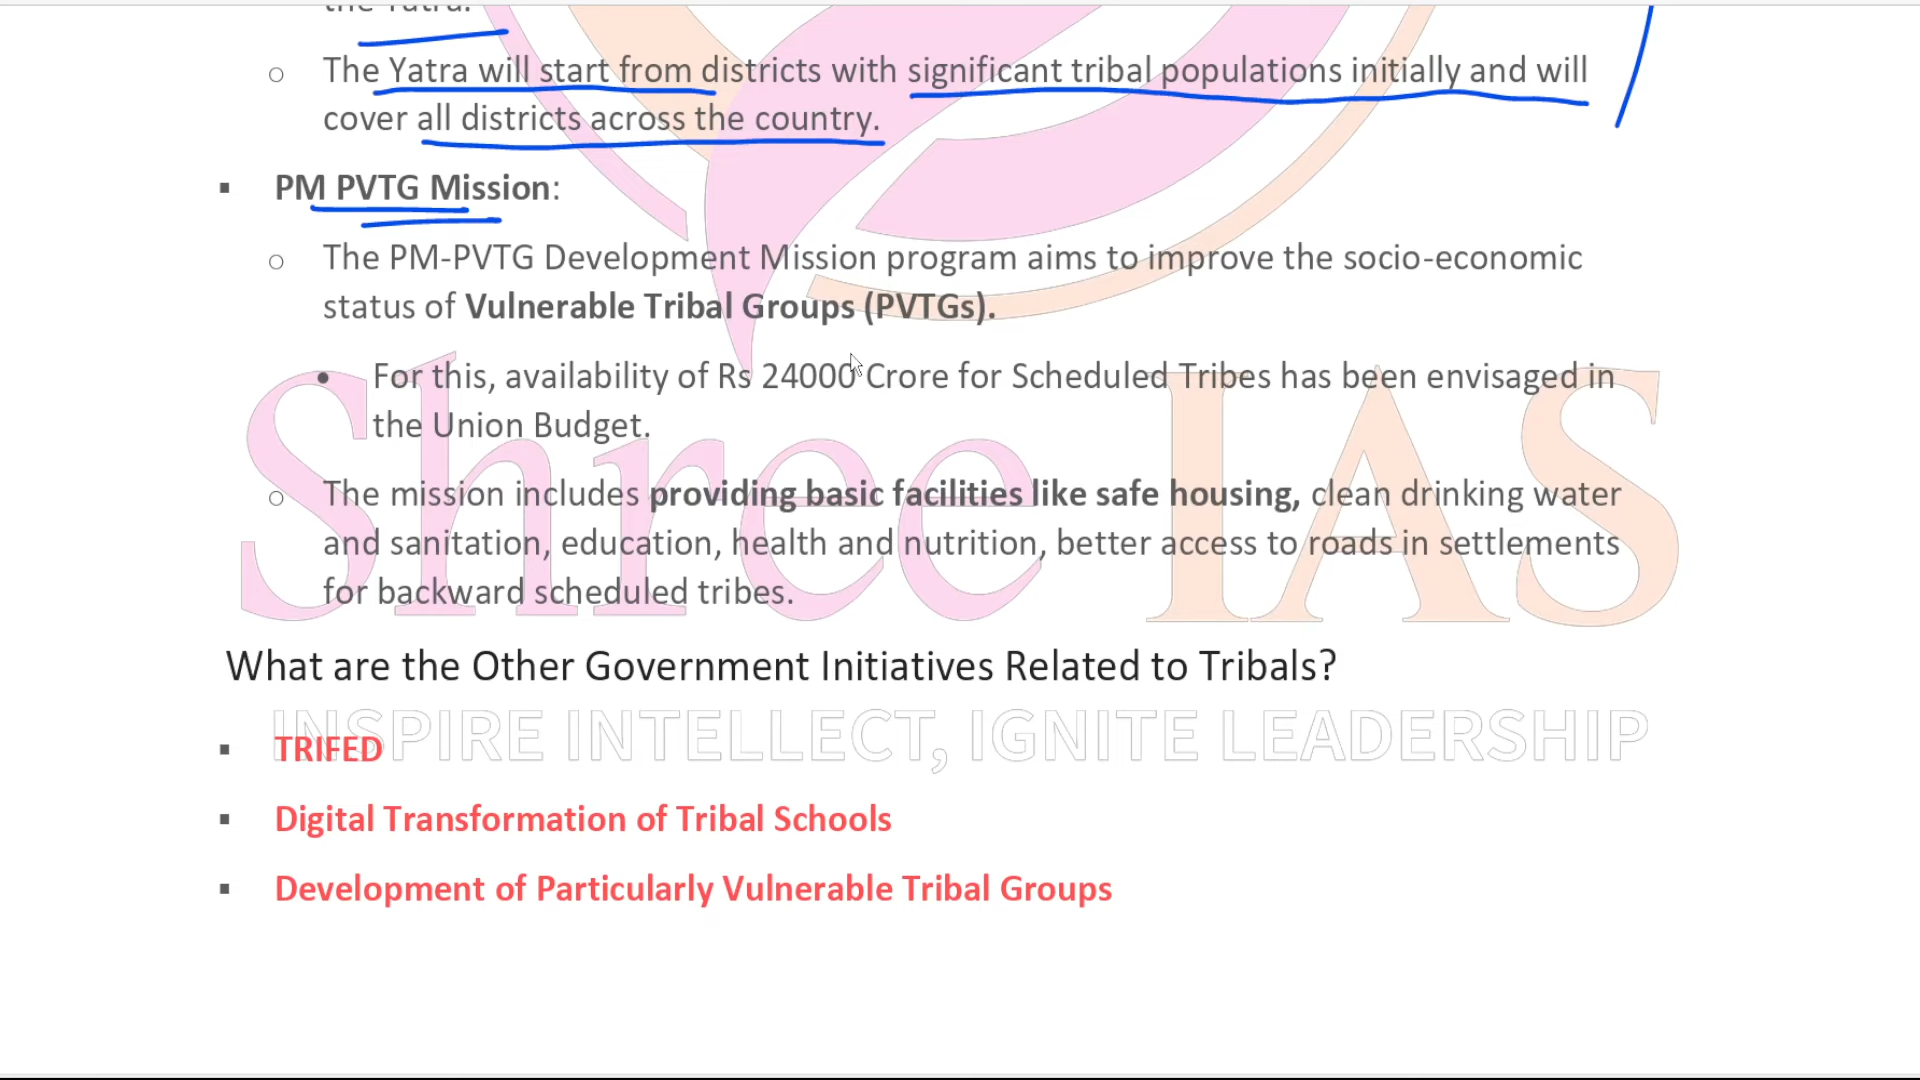 the Yatra.
The Yatra will start from districts with significant tribal populations initially and will
cover all districts across the country.
PM PVTG Mission:
The PM-PVTG Development Mission program aims to improve the socio-economic
status of Vulnerable Tribal Groups (PVTGs).
For this, availability of Rs 24000 Crore for Scheduled Tribes has been envisaged in
the Union Budget.
The mission includes providing basic facilities like safe housing, clean drinking water
and sanitation, education, health and nutrition, better access to roads in settlements
for backward scheduled tribes.
Shree IAS
What are the Other Government Initiatives Related to Tribals?
INSPIRE INTELLECT, IGNITE LEADERSHIP
TRIFED
Digital Transformation of Tribal Schools
Development of Particularly Vulnerable Tribal Groups